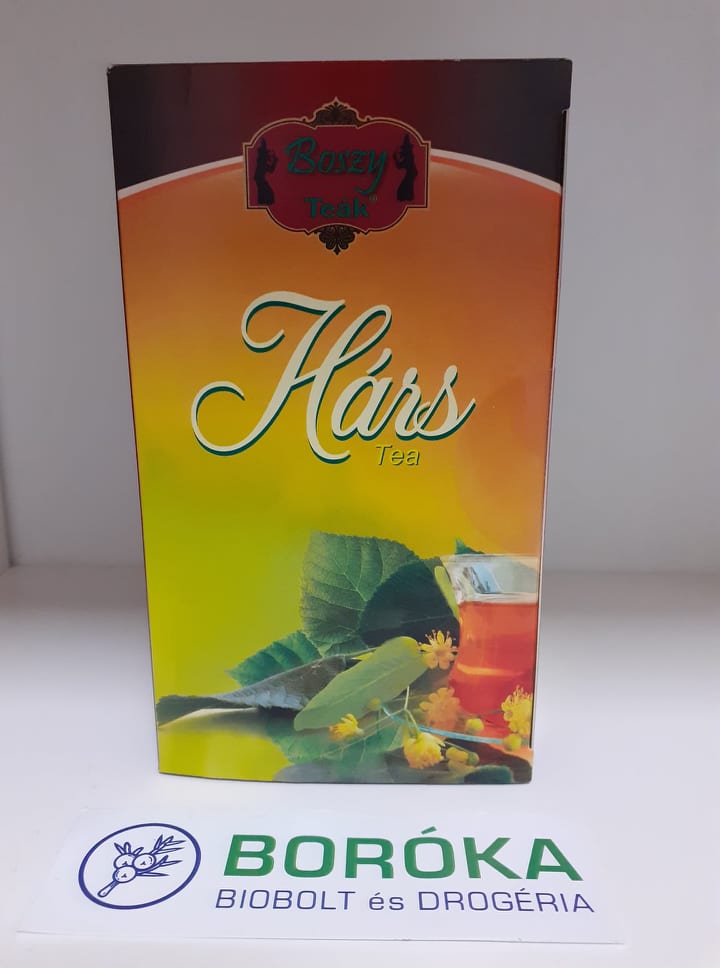 Boszy
Teák®
Hárs
Tea
BORÓKA
BIOBOLT és DROGÉRIA